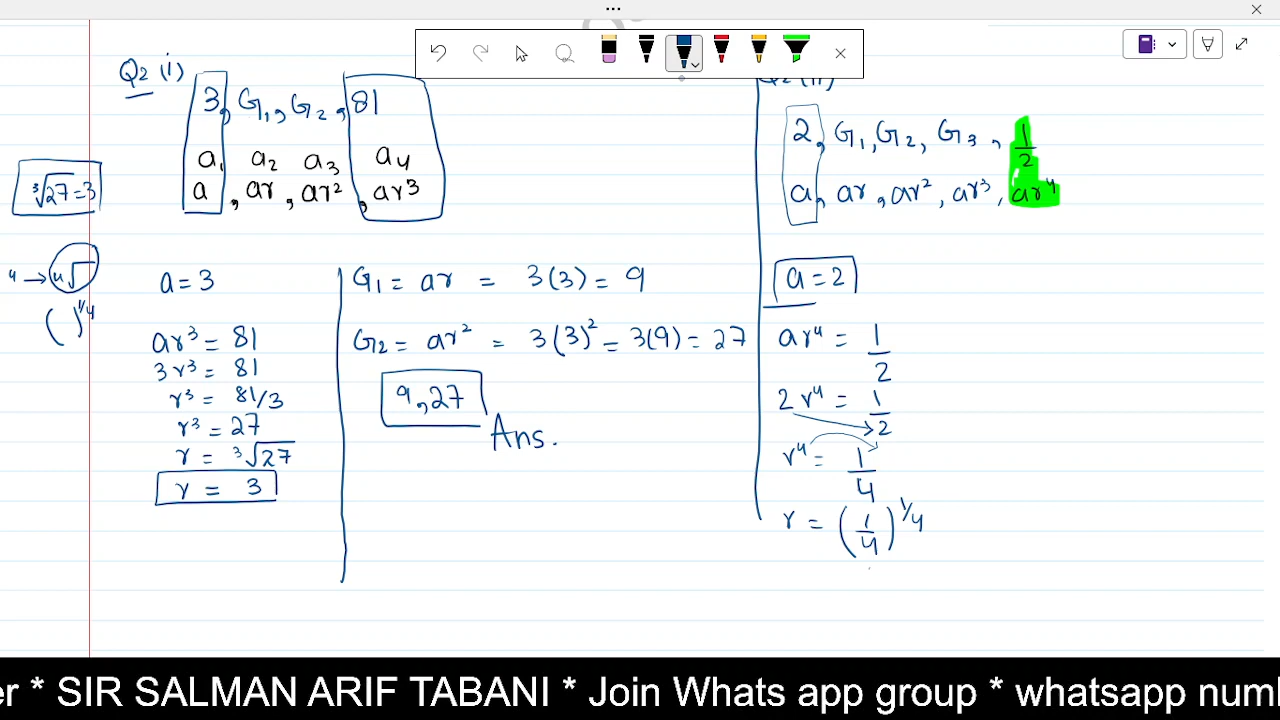 Q2 (i)
3, G1, G2, 81
a1 a2 a3 a4
a, ar, ar², ar³
³√27=3
4 → ⁴√
( )^1/4
a = 3
ar³ = 81
3r³ = 81
r³ = 81/3
r³ = 27
r = ³√27
r = 3
G1 = ar = 3(3) = 9
G2 = ar² = 3(3)² = 3(9) = 27
9, 27
Ans.
2, G1, G2, G3, 1/2
a, ar, ar², ar³, ar⁴
a = 2
ar⁴ = 1/2
2r⁴ = 1/2
r⁴ = 1/4
r = (1/4)^1/4
er * SIR SALMAN ARIF TABANI * Join Whats app group * whatsapp num